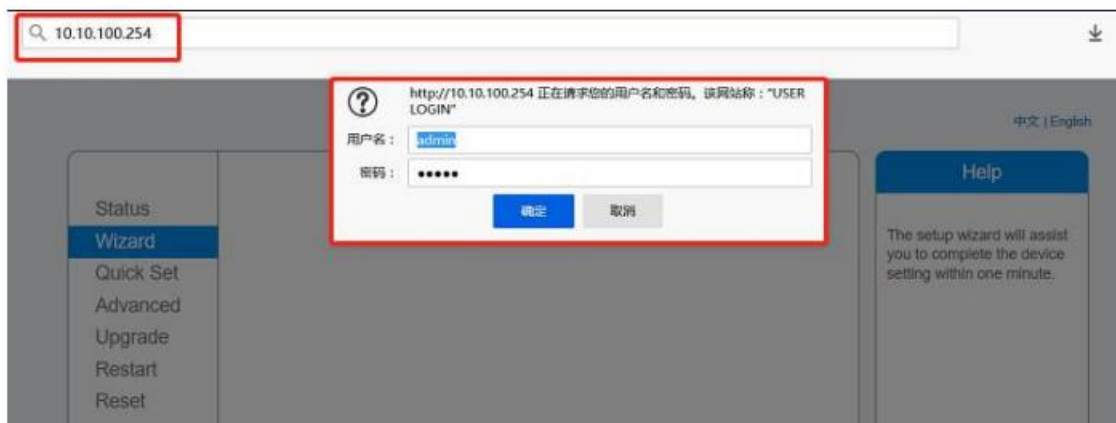 10.10.100.254
http://10.10.100.254 正在请求您的用户名和密码。该网站称："USER
LOGIN"
用户名：
admin
密码：
•••••
确定
取消
中文 | English
Status
Wizard
Quick Set
Advanced
Upgrade
Restart
Reset
Help
The setup wizard will assist
you to complete the device
setting within one minute.